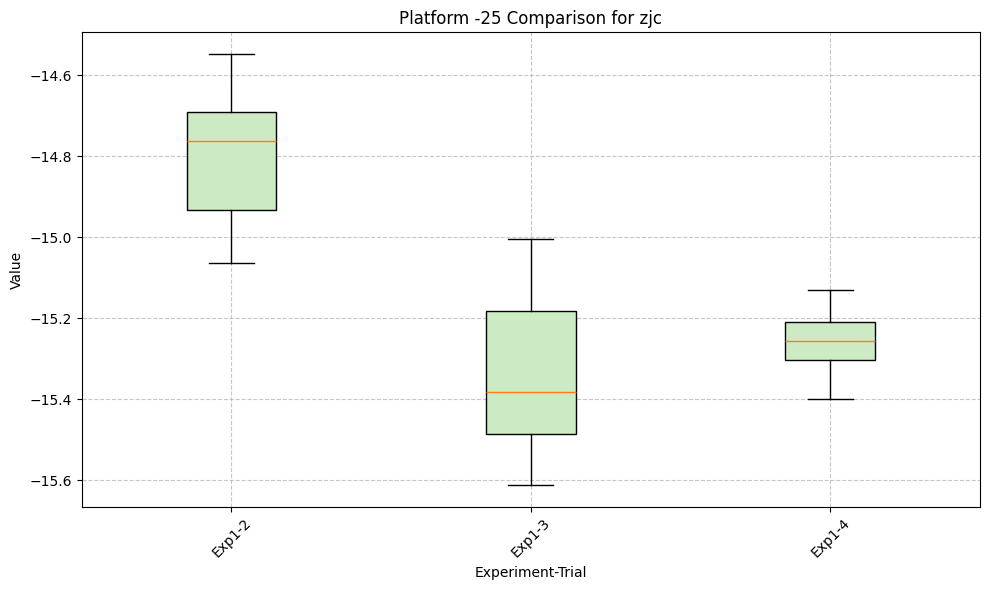 Platform -25 Comparison for zjc
Value
−14.6
−14.8
−15.0
−15.2
−15.4
−15.6
Exp1-2
Exp1-3
Exp1-4
Experiment-Trial